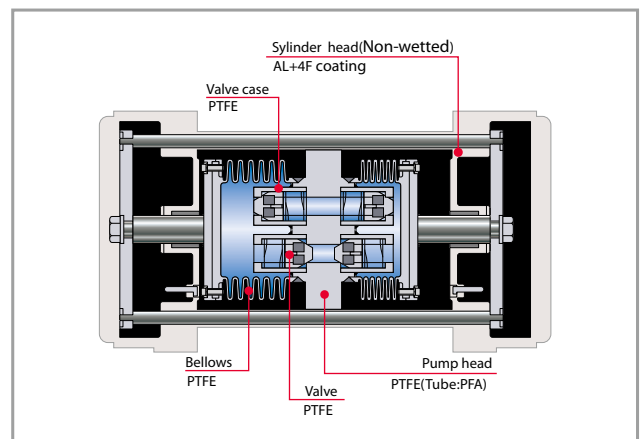 Sylinder head(Non-wetted)
AL+4F coating
Valve case
PTFE
Bellows
PTFE
Valve
PTFE
Pump head
PTFE(Tube:PFA)